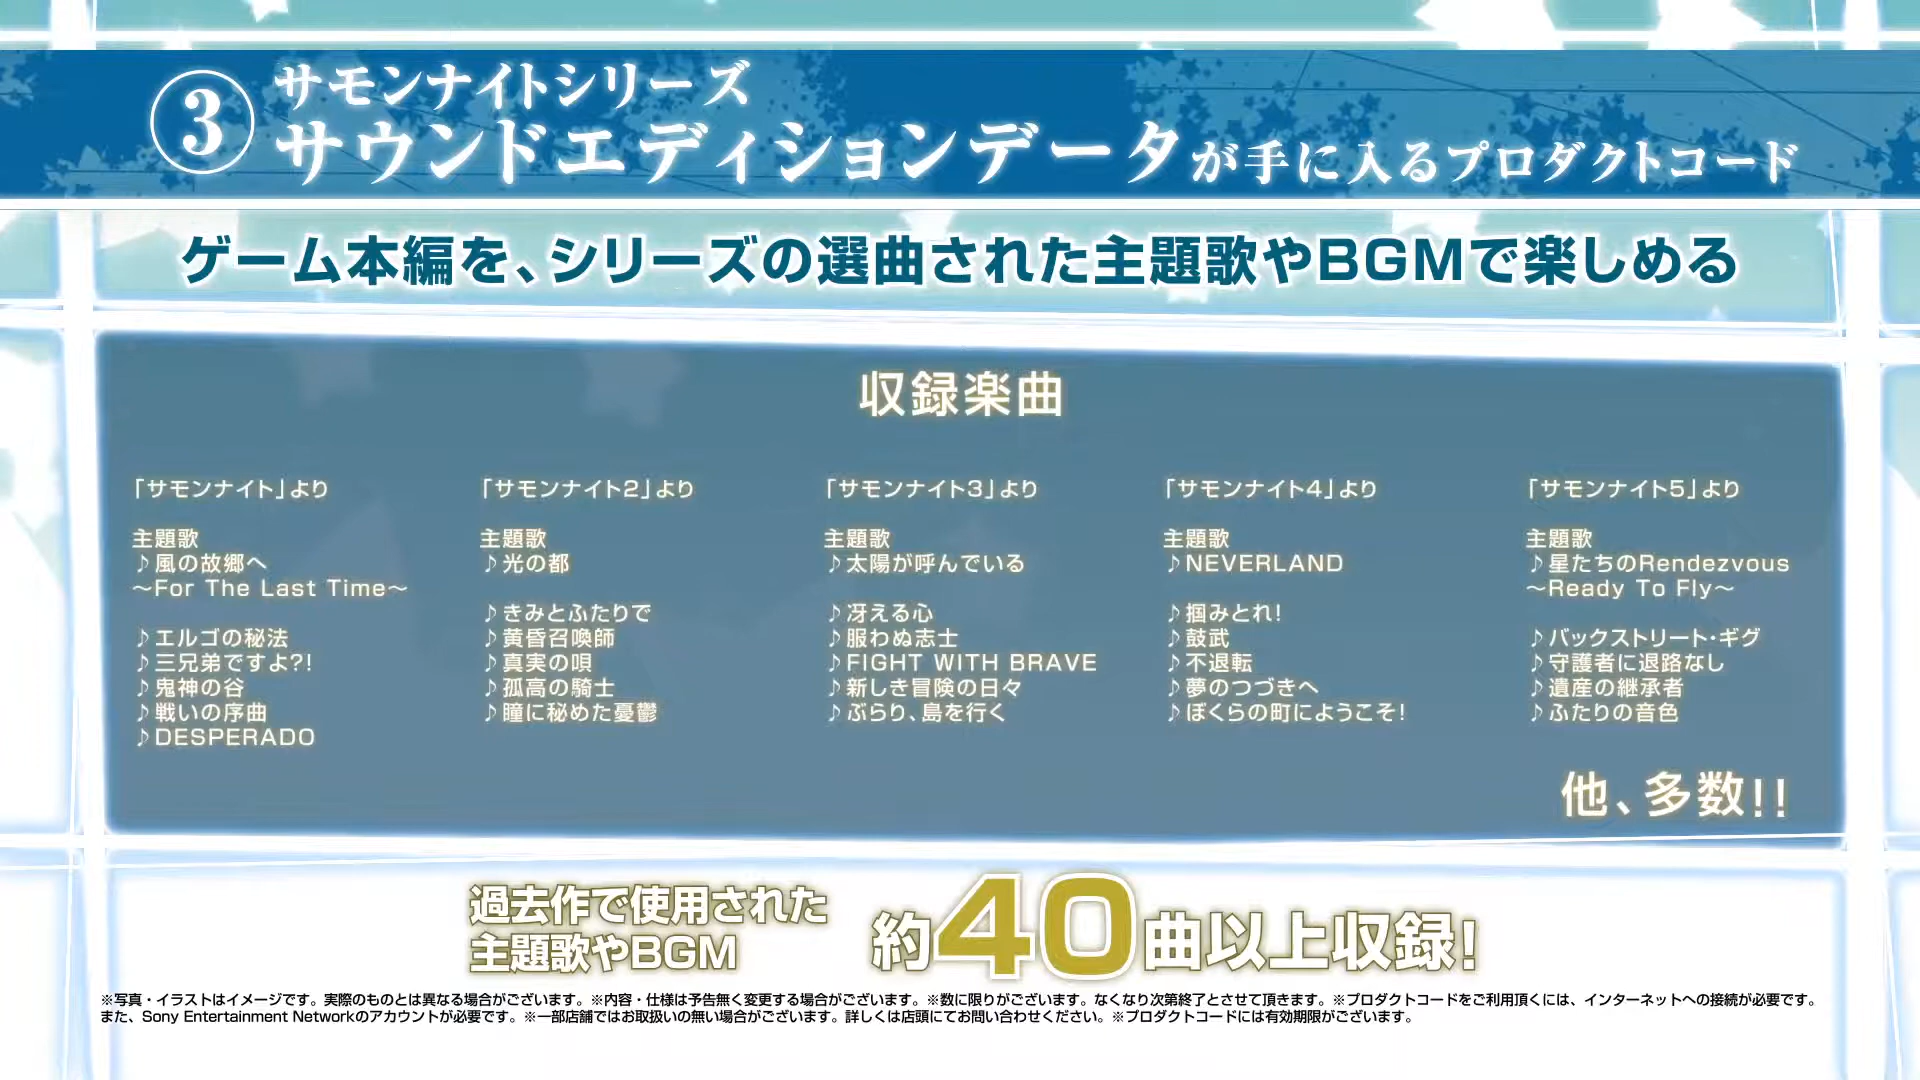 ③ サモンナイトシリーズ
サウンドエディションデータが手に入るプロダクトコード
ゲーム本編を、シリーズの選曲された主題歌やBGMで楽しめる
収録楽曲
「サモンナイト」より
主題歌
♪風の故郷へ
～For The Last Time～
♪エルゴの秘法
♪三兄弟ですよ?!
♪鬼神の谷
♪戦いの序曲
♪DESPERADO
「サモンナイト2」より
主題歌
♪光の都
♪きみとふたりで
♪黄昏召喚師
♪真実の唄
♪孤高の騎士
♪瞳に秘めた憂鬱
「サモンナイト3」より
主題歌
♪太陽が呼んでいる
♪冴える心
♪服わぬ志士
♪FIGHT WITH BRAVE
♪新しき冒険の日々
♪ぶらり、島を行く
「サモンナイト4」より
主題歌
♪NEVERLAND
♪掴みとれ!
♪鼓武
♪不退転
♪夢のつづきへ
♪ぼくらの町にようこそ!
「サモンナイト5」より
主題歌
♪星たちのRendezvous
～Ready To Fly～
♪バックストリート・ギグ
♪守護者に退路なし
♪遺産の継承者
♪ふたりの音色
他、多数!!
過去作で使用された
主題歌やBGM
約40曲以上収録!
※写真・イラストはイメージです。実際のものとは異なる場合がございます。※内容・仕様は予告無く変更する場合がございます。※数に限りがございます。なくなり次第終了とさせて頂きます。※プロダクトコードをご利用頂くには、インターネットへの接続が必要です。
また、Sony Entertainment Networkのアカウントが必要です。※一部店舗ではお取扱いの無い場合がございます。詳しくは店頭にてお問い合わせください。※プロダクトコードには有効期限がございます。